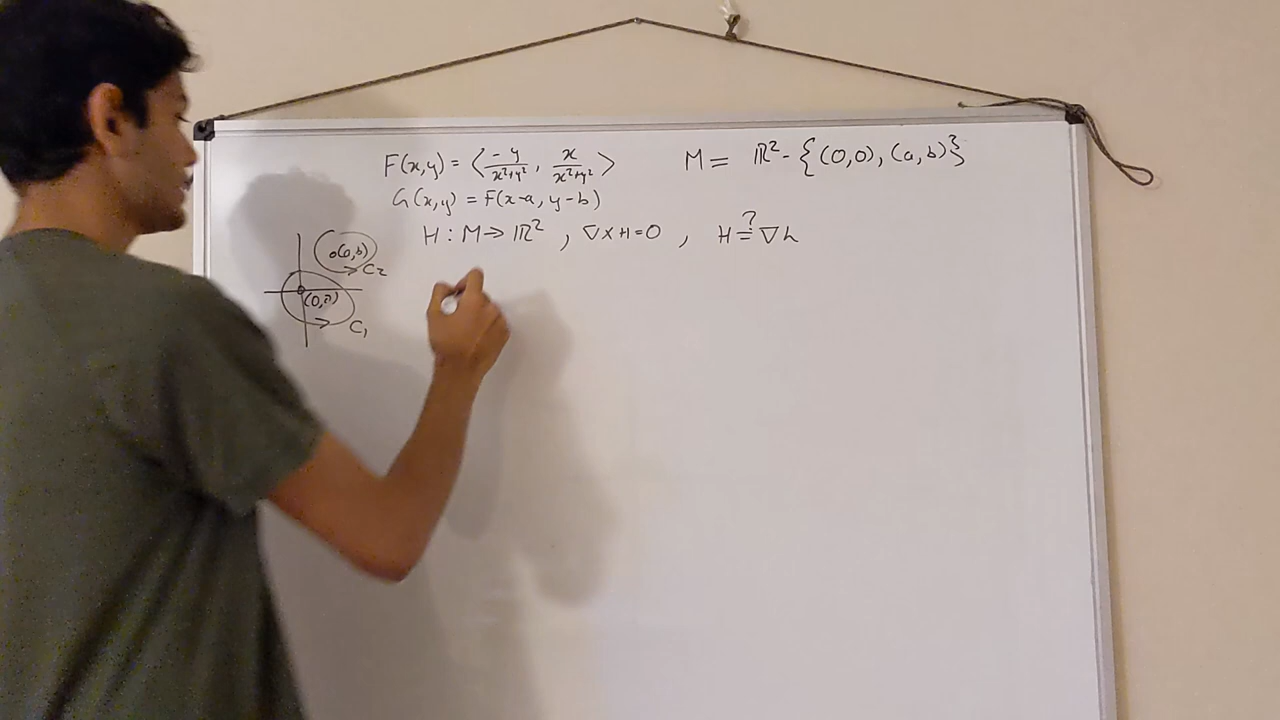 F(x,y) = ⟨ -y/(x²+y²) , x/(x²+y²) ⟩
M = ℝ² - {(0,0), (a,b)}
G(x,y) = F(x-a, y-b)
H : M → ℝ² , ∇×H=0 , H ≟ ∇h
(a,b)
C₂
(0,0)
C₁